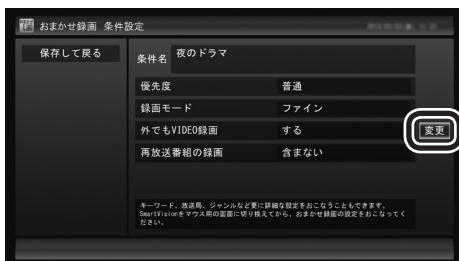 おまかせ録画 条件設定
保存して戻る
条件名 夜のドラマ
優先度 普通
録画モード ファイン
外でもVIDEO録画 する
変更
再放送番組の録画 含まない
キーワード、放送局、ジャンルなど更に詳細な設定をおこなうこともできます。
SmartVisionをマウス用の画面に切り換えてから、おまかせ録画の設定をおこなってく
ださい。